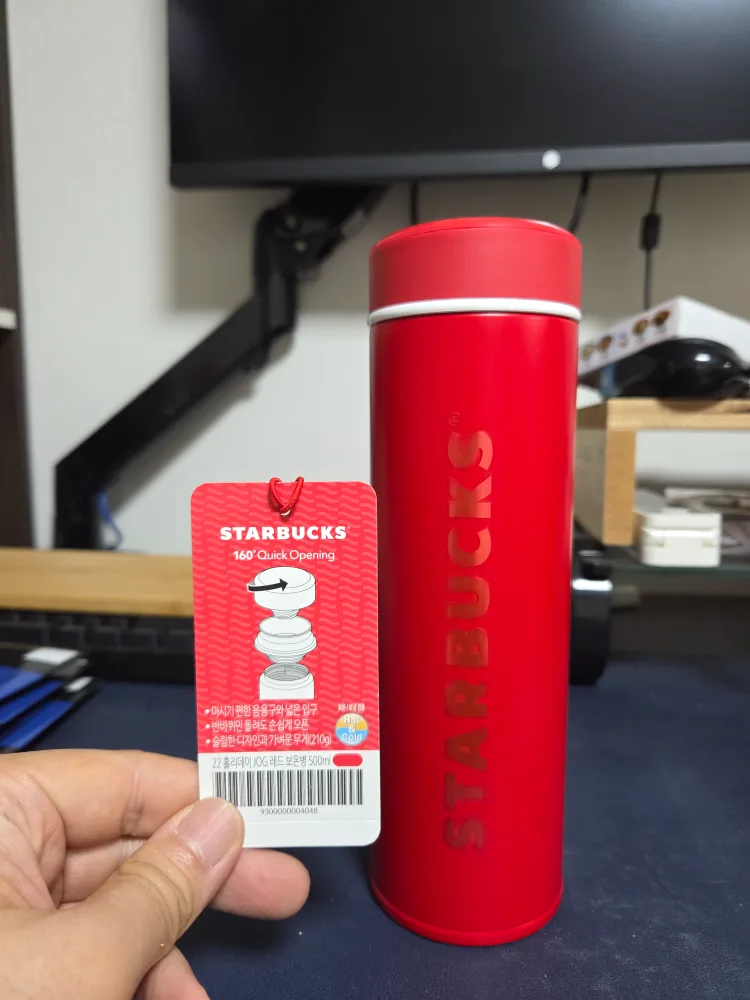 STARBUCKS
160° Quick Opening
• 마시기 편한 음용구와 넓은 입구
• 반바퀴만 돌려도 손쉽게 오픈
• 슬림한 디자인과 가벼운 무게(210g)
Hot
&
Cold
22 홀리데이 JOG 레드 보온병 500ml
9300000004048
STARBUCKS®